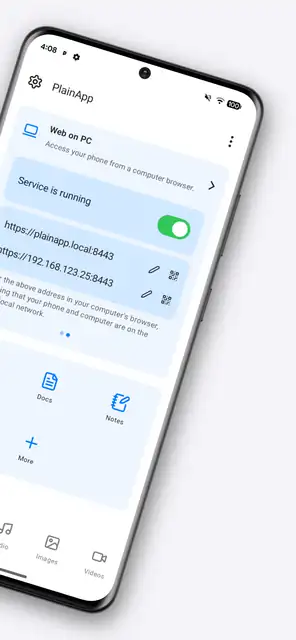 4:08
100
PlainApp
Web on PC
Access your phone from a computer browser.
Service is running
https://plainapp.local:8443
https://192.168.123.25:8443
the above address in your computer's browser,
that your phone and computer are on the
local network.
Docs
Notes
More
Images
Videos